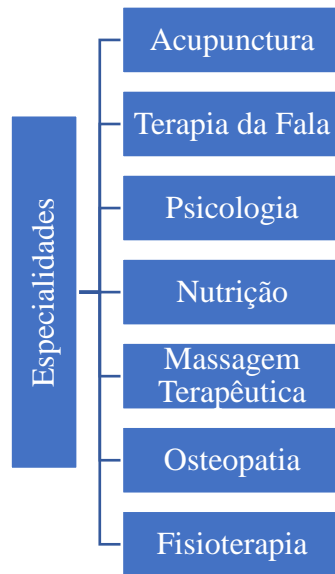 Especialidades
Acupunctura
Terapia da Fala
Psicologia
Nutrição
Massagem
Terapêutica
Osteopatia
Fisioterapia